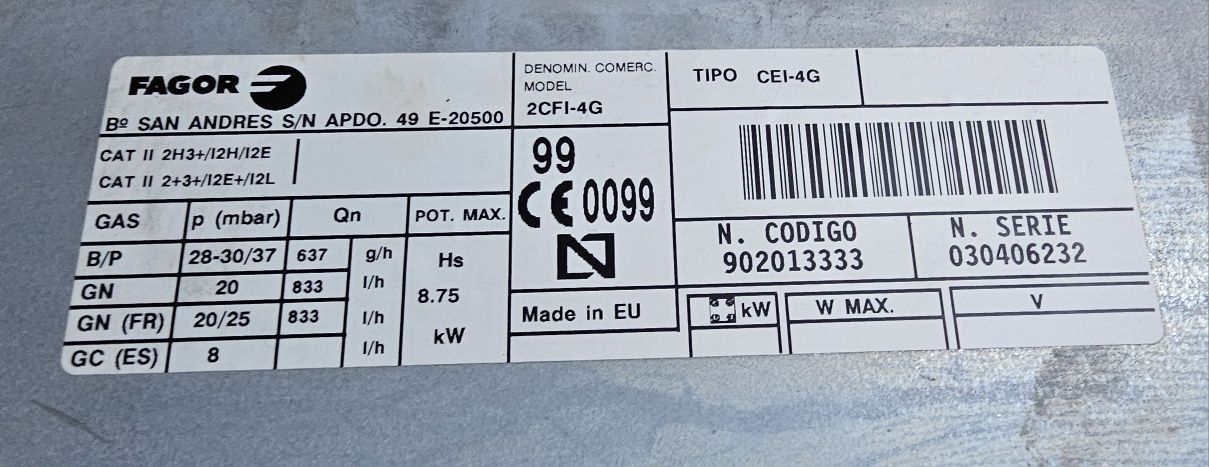 FAGOR
Bº SAN ANDRES S/N APDO. 49 E-20500
CAT II 2H3+/I2H/I2E
CAT II 2+3+/I2E+/I2L
GAS p (mbar) Qn POT. MAX.
B/P 28-30/37 637 g/h
GN 20 833 l/h
GN (FR) 20/25 833 l/h
GC (ES) 8 l/h
Hs
8.75
kW
DENOMIN. COMERC.
MODEL
2CFI-4G
99
CE 0099
N
Made in EU
TIPO CEI-4G
N. CODIGO
902013333
N. SERIE
030406232
kW
W MAX.
V